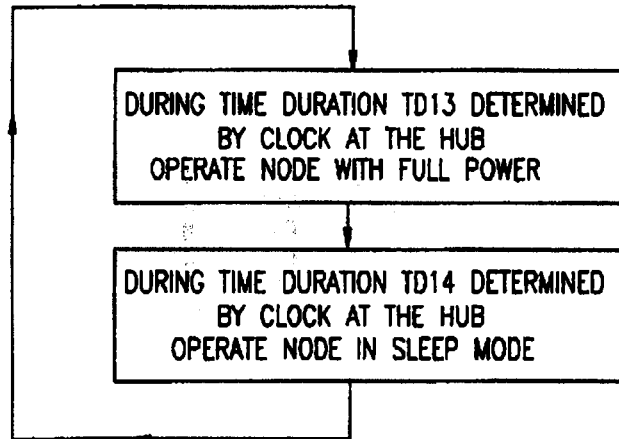 DURING TIME DURATION TD13 DETERMINED
BY CLOCK AT THE HUB
OPERATE NODE WITH FULL POWER
DURING TIME DURATION TD14 DETERMINED
BY CLOCK AT THE HUB
OPERATE NODE IN SLEEP MODE